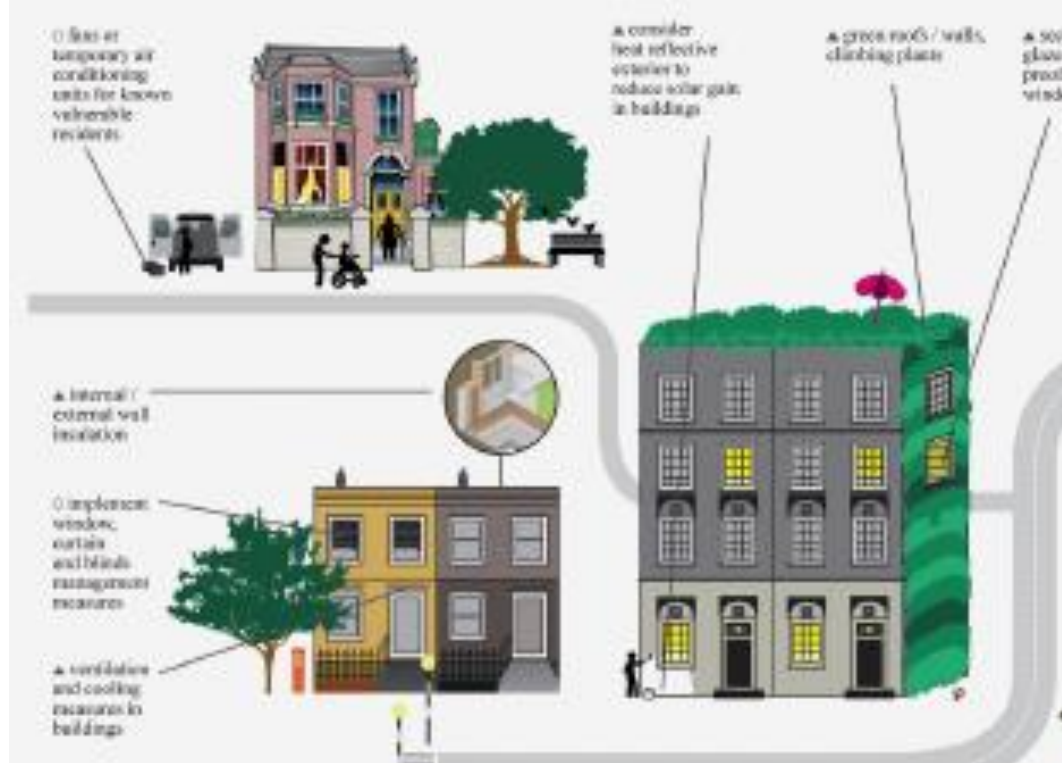 ◊ fans or
temporary air
conditioning
units for known
vulnerable
residents
▲ consider
heat reflective
exterior to
reduce solar gain
in buildings
▲ green roofs / walls,
climbing plants
▲ internal /
external wall
insulation
◊ implement
window,
curtain
and blinds
management
measures
▲ ventilation
and cooling
measures in
buildings